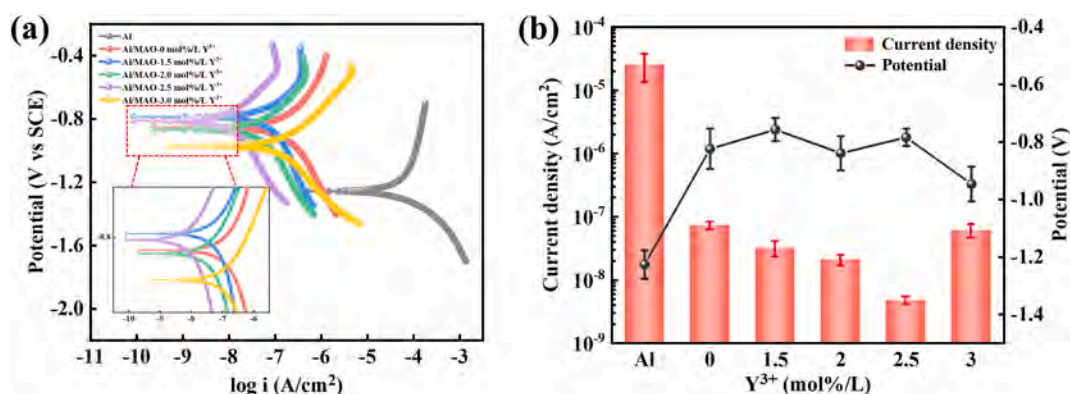 (a)
Al
Al/MAO-0 mol%/L Y³⁺
Al/MAO-1.5 mol%/L Y³⁺
Al/MAO-2.0 mol%/L Y³⁺
Al/MAO-2.5 mol%/L Y³⁺
Al/MAO-3.0 mol%/L Y³⁺
Potential (V vs SCE)
-0.4
-0.8
-1.2
-1.6
-2.0
-10 -9 -8 -7 -6
-11 -10 -9 -8 -7 -6 -5 -4 -3
log i (A/cm²)
(b)
Current density
Potential
Current density (A/cm²)
10⁻⁴
10⁻⁵
10⁻⁶
10⁻⁷
10⁻⁸
10⁻⁹
Al 0 1.5 2 2.5 3
Y³⁺ (mol%/L)
-0.4
-0.6
-0.8
-1.0
-1.2
-1.4
Potential (V)